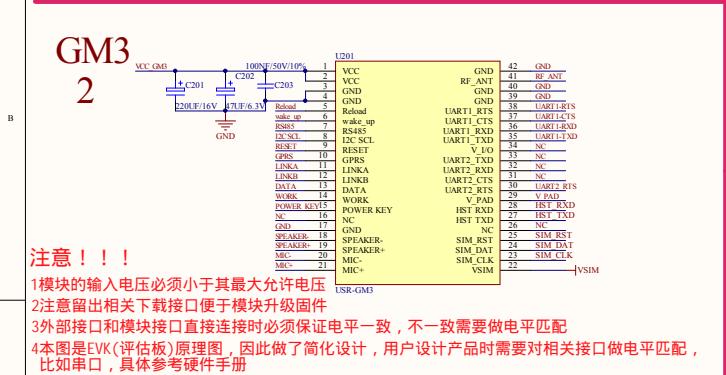 GM3
2
B
VCC_GM3
100NF/50V/10%
C201
C202
C203
220UF/16V
47UF/6.3V
GND
U201
1 VCC GND 42 GND
2 VCC RF_ANT 41 RF_ANT
3 GND GND 40 GND
4 GND GND 39 GND
Reload 5 Reload UART1_RTS 38 UART1-RTS
wake_up 6 wake_up UART1_CTS 37 UART1-CTS
RS485 7 RS485 UART1_RXD 36 UART1-RXD
I2C SCL 8 I2C SCL UART1_TXD 35 UART1-TXD
RESET 9 RESET V_I/O 34 NC
GPRS 10 GPRS UART2_TXD 33 NC
LINKA 11 LINKA UART2_RXD 32 NC
LINKB 12 LINKB UART2_CTS 31 NC
DATA 13 DATA UART2_RTS 30 UART2_RTS
WORK 14 WORK V_PAD 29 V_PAD
POWER KEY 15 POWER KEY HST RXD 28 HST_RXD
NC 16 NC HST TXD 27 HST_TXD
GND 17 GND NC 26 NC
SPEAKER- 18 SPEAKER- SIM_RST 25 SIM_RST
SPEAKER+ 19 SPEAKER+ SIM_DAT 24 SIM_DAT
MIC- 20 MIC- SIM_CLK 23 SIM_CLK
MIC+ 21 MIC+ VSIM 22 VSIM
USR-GM3
注意！！！
1模块的输入电压必须小于其最大允许电压
2注意留出相关下载接口便于模块升级固件
3外部接口和模块接口直接连接时必须保证电平一致，不一致需要做电平匹配
4本图是EVK(评估板)原理图，因此做了简化设计，用户设计产品时需要对相关接口做电平匹配，
比如串口，具体参考硬件手册